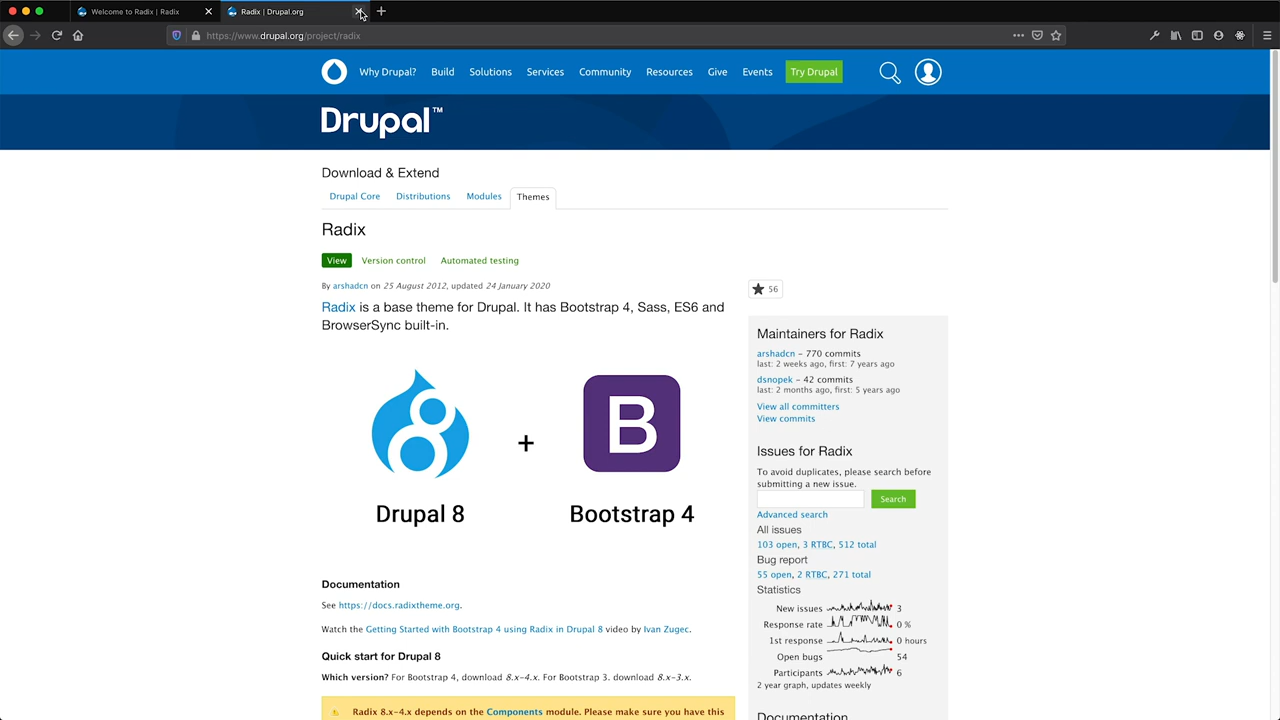 Welcome to Radix | Radix
Radix | Drupal.org
https://www.drupal.org/project/radix
Why Drupal?
Build
Solutions
Services
Community
Resources
Give
Events
Try Drupal
Drupal™
Download & Extend
Drupal Core
Distributions
Modules
Themes
Radix
View
Version control
Automated testing
By arshadcn on 25 August 2012, updated 24 January 2020
Radix is a base theme for Drupal. It has Bootstrap 4, Sass, ES6 and
BrowserSync built-in.
B
Drupal 8
+
Bootstrap 4
Documentation
See https://docs.radixtheme.org.
Watch the Getting Started with Bootstrap 4 using Radix in Drupal 8 video by Ivan Zugec.
Quick start for Drupal 8
Which version? For Bootstrap 4, download 8.x-4.x. For Bootstrap 3. download 8.x-3.x.
Radix 8.x-4.x depends on the Components module. Please make sure you have this
56
Maintainers for Radix
arshadcn – 770 commits
last: 2 weeks ago, first: 7 years ago
dsnopek – 42 commits
last: 2 months ago, first: 5 years ago
View all committers
View commits
Issues for Radix
To avoid duplicates, please search before
submitting a new issue.
Search
Advanced search
All issues
103 open, 3 RTBC, 512 total
Bug report
55 open, 2 RTBC, 271 total
Statistics
New issues 3
Response rate 0 %
1st response 0 hours
Open bugs 54
Participants 6
2 year graph, updates weekly
Documentation